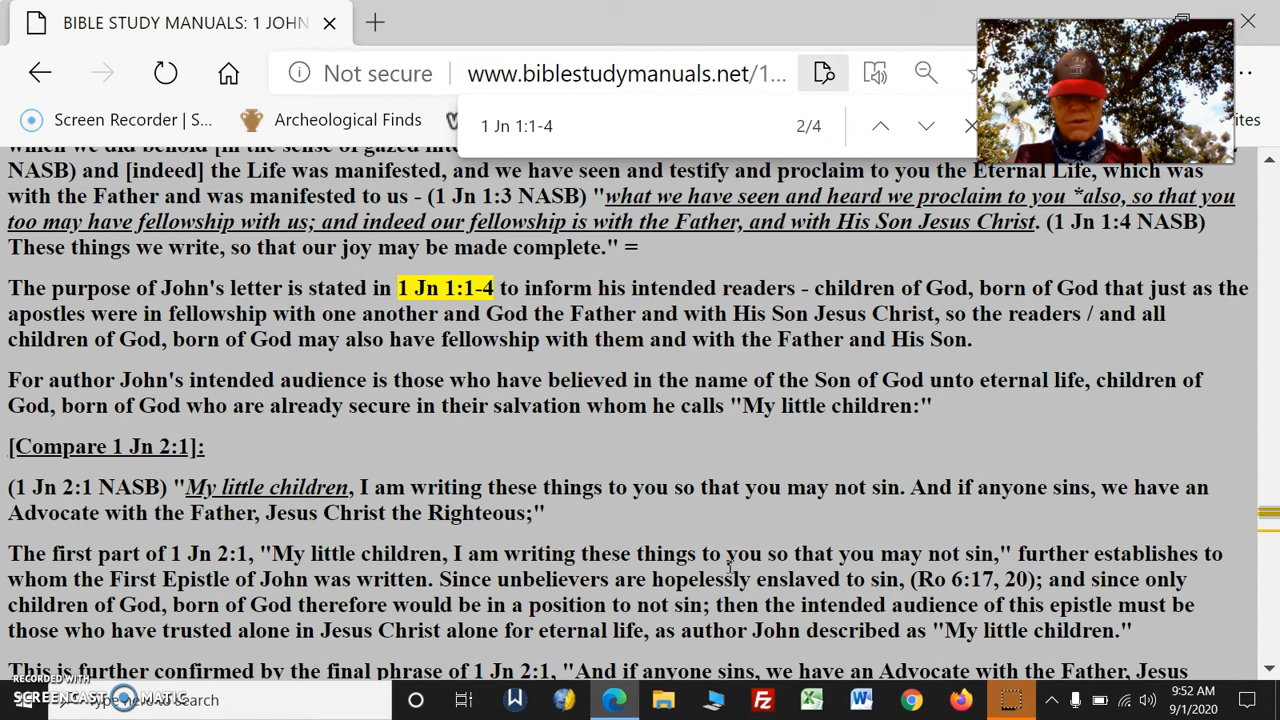 BIBLE STUDY MANUALS: 1 JOHN
Not secure www.biblestudymanuals.net/1...
Screen Recorder | S... Archeological Finds
1 Jn 1:1-4 2/4
which we did behold [in the sense of gazed
NASB) and [indeed] the Life was manifested, and we have seen and testify and proclaim to you the Eternal Life, which was
with the Father and was manifested to us - (1 Jn 1:3 NASB) "what we have seen and heard we proclaim to you *also, so that you
too may have fellowship with us; and indeed our fellowship is with the Father, and with His Son Jesus Christ. (1 Jn 1:4 NASB)
These things we write, so that our joy may be made complete." =
The purpose of John's letter is stated in 1 Jn 1:1-4 to inform his intended readers - children of God, born of God that just as the
apostles were in fellowship with one another and God the Father and with His Son Jesus Christ, so the readers / and all
children of God, born of God may also have fellowship with them and with the Father and His Son.
For author John's intended audience is those who have believed in the name of the Son of God unto eternal life, children of
God, born of God who are already secure in their salvation whom he calls "My little children:"
[Compare 1 Jn 2:1]:
(1 Jn 2:1 NASB) "My little children, I am writing these things to you so that you may not sin. And if anyone sins, we have an
Advocate with the Father, Jesus Christ the Righteous;"
The first part of 1 Jn 2:1, "My little children, I am writing these things to you so that you may not sin," further establishes to
whom the First Epistle of John was written. Since unbelievers are hopelessly enslaved to sin, (Ro 6:17, 20); and since only
children of God, born of God therefore would be in a position to not sin; then the intended audience of this epistle must be
those who have trusted alone in Jesus Christ alone for eternal life, as author John described as "My little children."
This is further confirmed by the final phrase of 1 Jn 2:1, "And if anyone sins, we have an Advocate with the Father, Jesus
RECORDED WITH
SCREENCAST MATIC
Type here to search
9:52 AM
9/1/2020